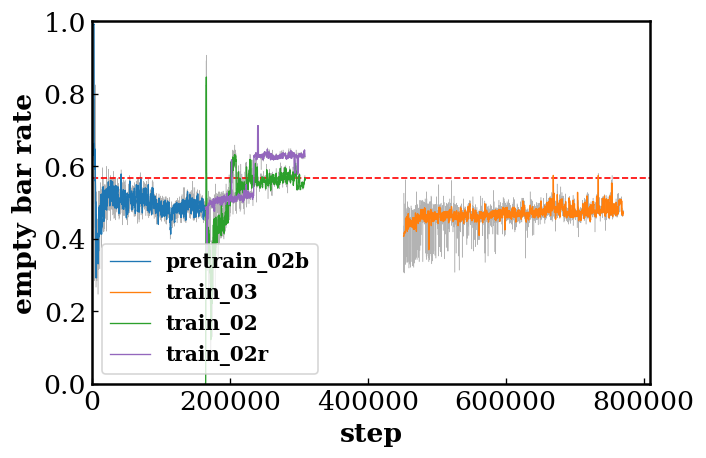 1.0
0.8
0.6
0.4
0.2
0.0
empty bar rate
pretrain_02b
train_03
train_02
train_02r
0
200000
400000
600000
800000
step